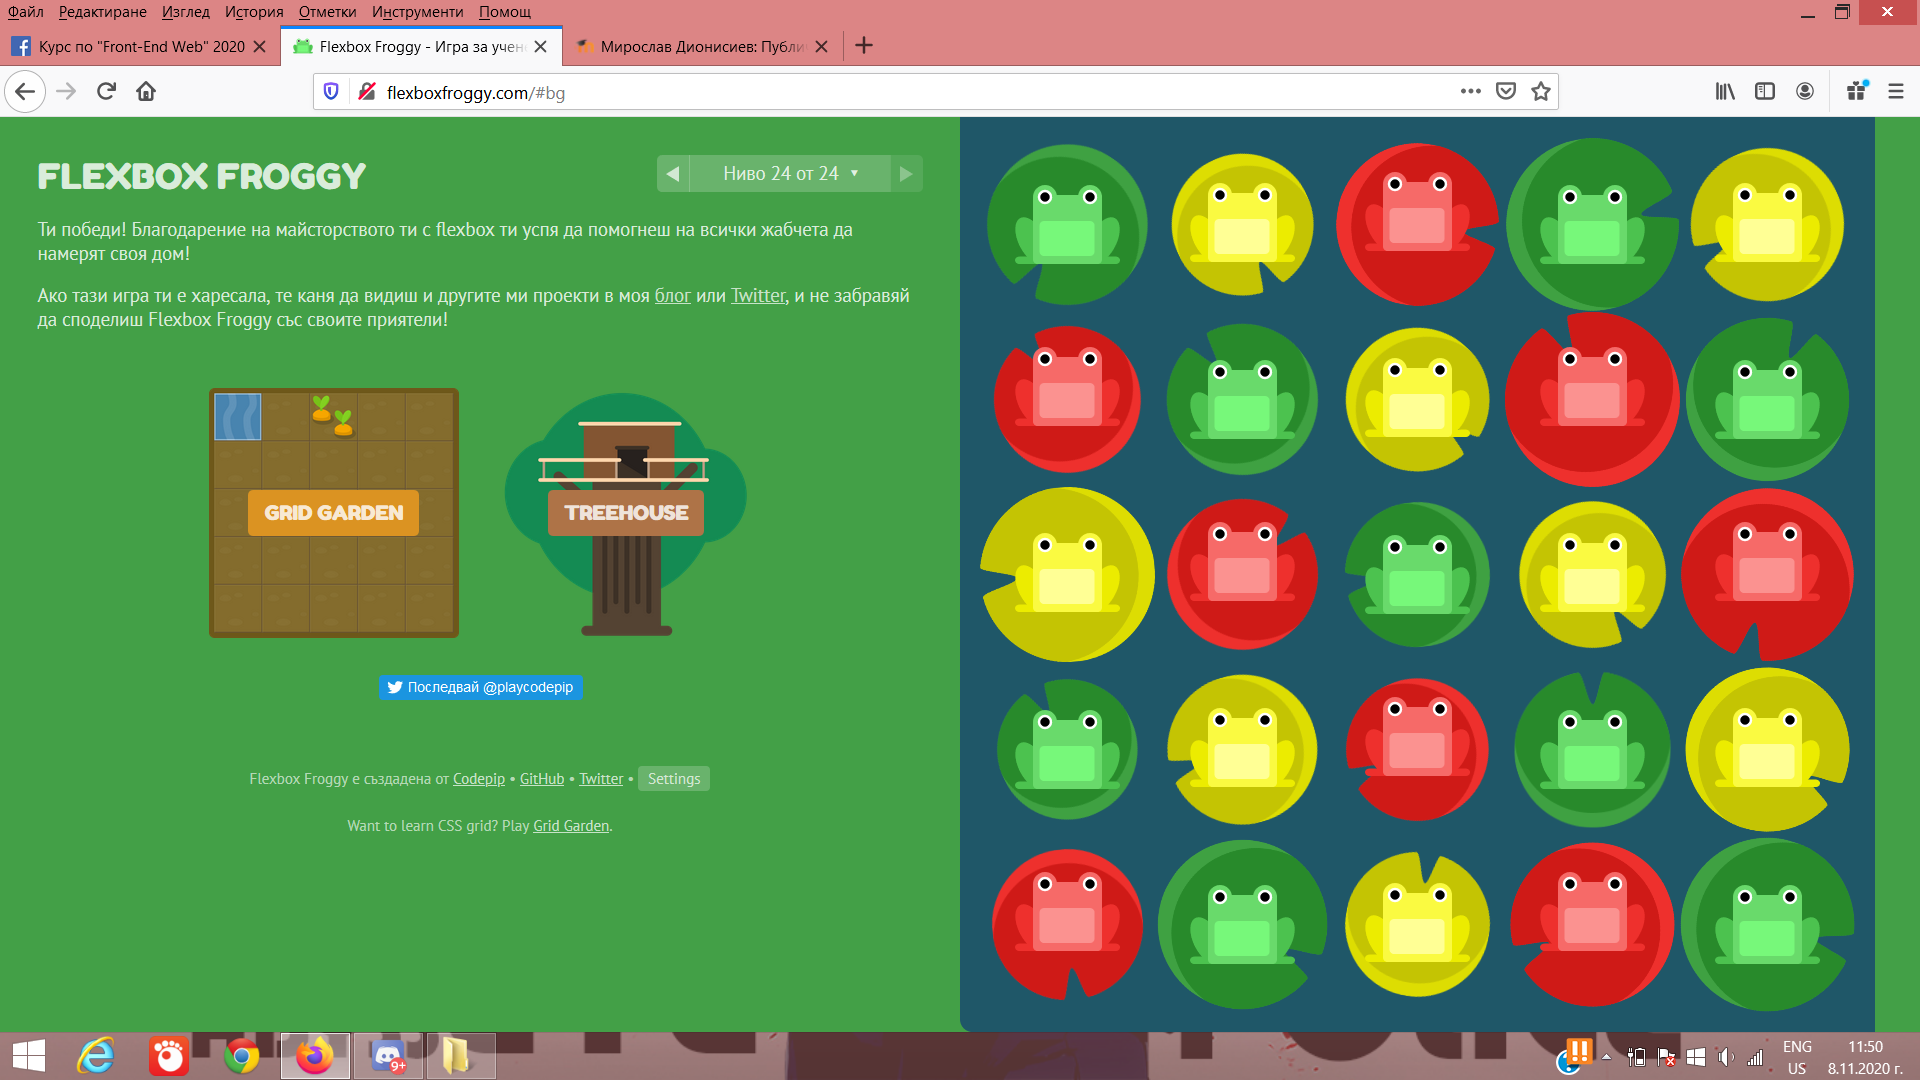 Файл Редактиране Изглед История Отметки Инструменти Помощ
Курс по "Front-End Web" 2020
Flexbox Froggy - Игра за учен
Мирослав Дионисиев: Публи
flexboxfroggy.com/#bg
FLEXBOX FROGGY
Ниво 24 от 24
Ти победи! Благодарение на майсторството ти с flexbox ти успя да помогнеш на всички жабчета да
намерят своя дом!
Ако тази игра ти е харесала, те каня да видиш и другите ми проекти в моя блог или Twitter, и не забравяй
да споделиш Flexbox Froggy със своите приятели!
GRID GARDEN
TREEHOUSE
Последвай @playcodepip
Flexbox Froggy е създадена от Codepip • GitHub • Twitter • Settings
Want to learn CSS grid? Play Grid Garden.
9+
ENG
US
11:50
8.11.2020 г.